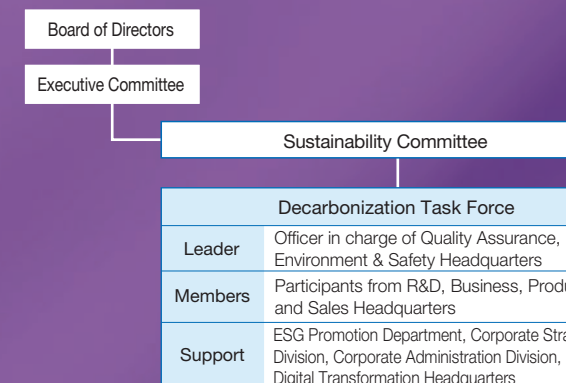 Board of Directors
Executive Committee
Sustainability Committee
Decarbonization Task Force
Leader
Officer in charge of Quality Assurance,
Environment & Safety Headquarters
Members
Participants from R&D, Business,
and Sales Headquarters
Support
ESG Promotion Department, Corporate
Division, Corporate Administration Division,
Digital Transformation Headquarters